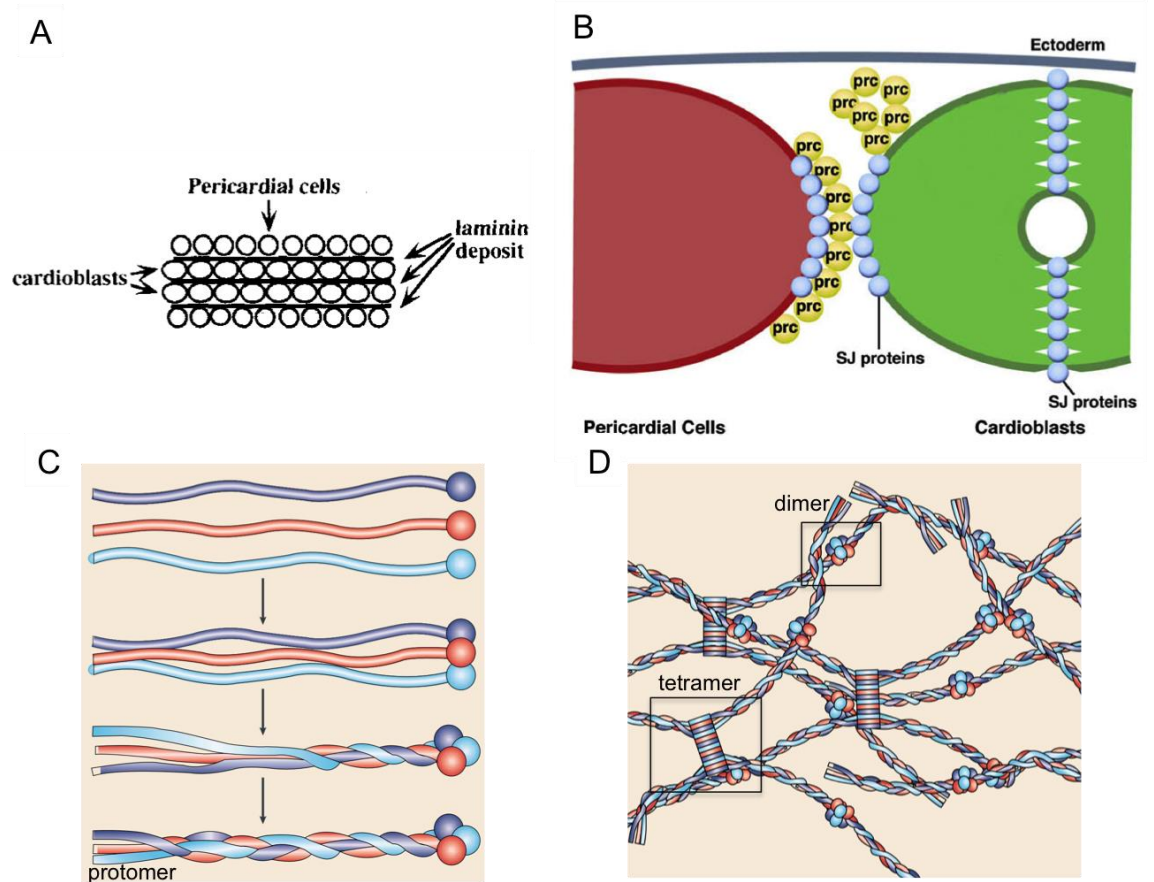 A
Pericardial cells
cardioblasts
laminin
deposit
B
Ectoderm
prc
prc
prc
prc
prc
prc
prc
prc
prc
prc
prc
prc
prc
prc
SJ proteins
SJ proteins
Pericardial Cells
Cardioblasts
C
protomer
D
dimer
tetramer